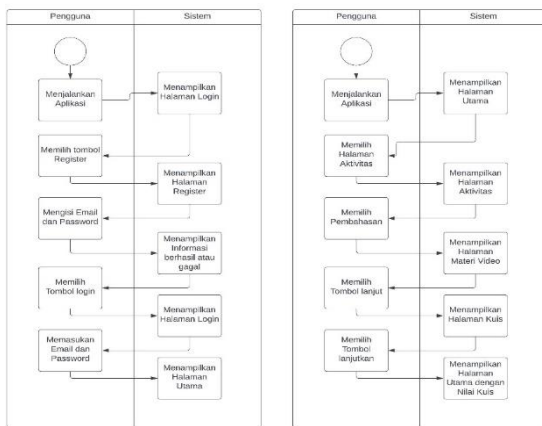 Pengguna
Sistem
Menjalankan
Aplikasi
Menampilkan
Halaman Login
Memilih tombol
Register
Menampilkan
Halaman
Register
Mengisi Email
dan Password
Menampilkan
Informasi
berhasil atau
gagal
Memilih
Tombol login
Menampilkan
Halaman Login
Memasukan
Email dan
Password
Menampilkan
Halaman
Utama
Pengguna
Sistem
Menjalankan
Aplikasi
Menampilkan
Halaman
Utama
Memilih
Halaman
Aktivitas
Menampilkan
Halaman
Aktivitas
Memilih
Pembahasan
Menampilkan
Halaman
Materi Video
Memilih
Tombol lanjut
Menampilkan
Halaman Kuis
Memilih
Tombol
lanjutkan
Menampilkan
Halaman
Utama dengan
Nilai Kuis